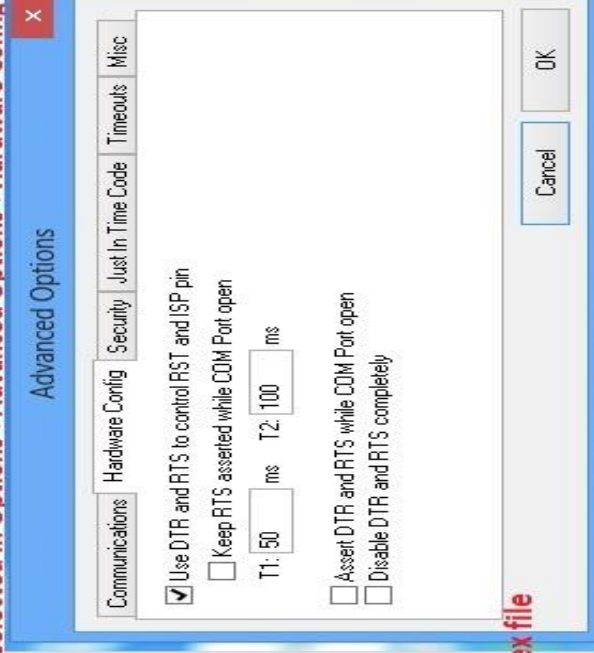 Advanced Options
x
Communications Hardware Config Security Just In Time Code Timeouts Misc
Use DTR and RTS to control RST and ISP pin
Keep RTS asserted while COM Port open
T1: 50 ms T2: 100 ms
Assert DTR and RTS while COM Port open
Disable DTR and RTS completely
file
Cancel OK